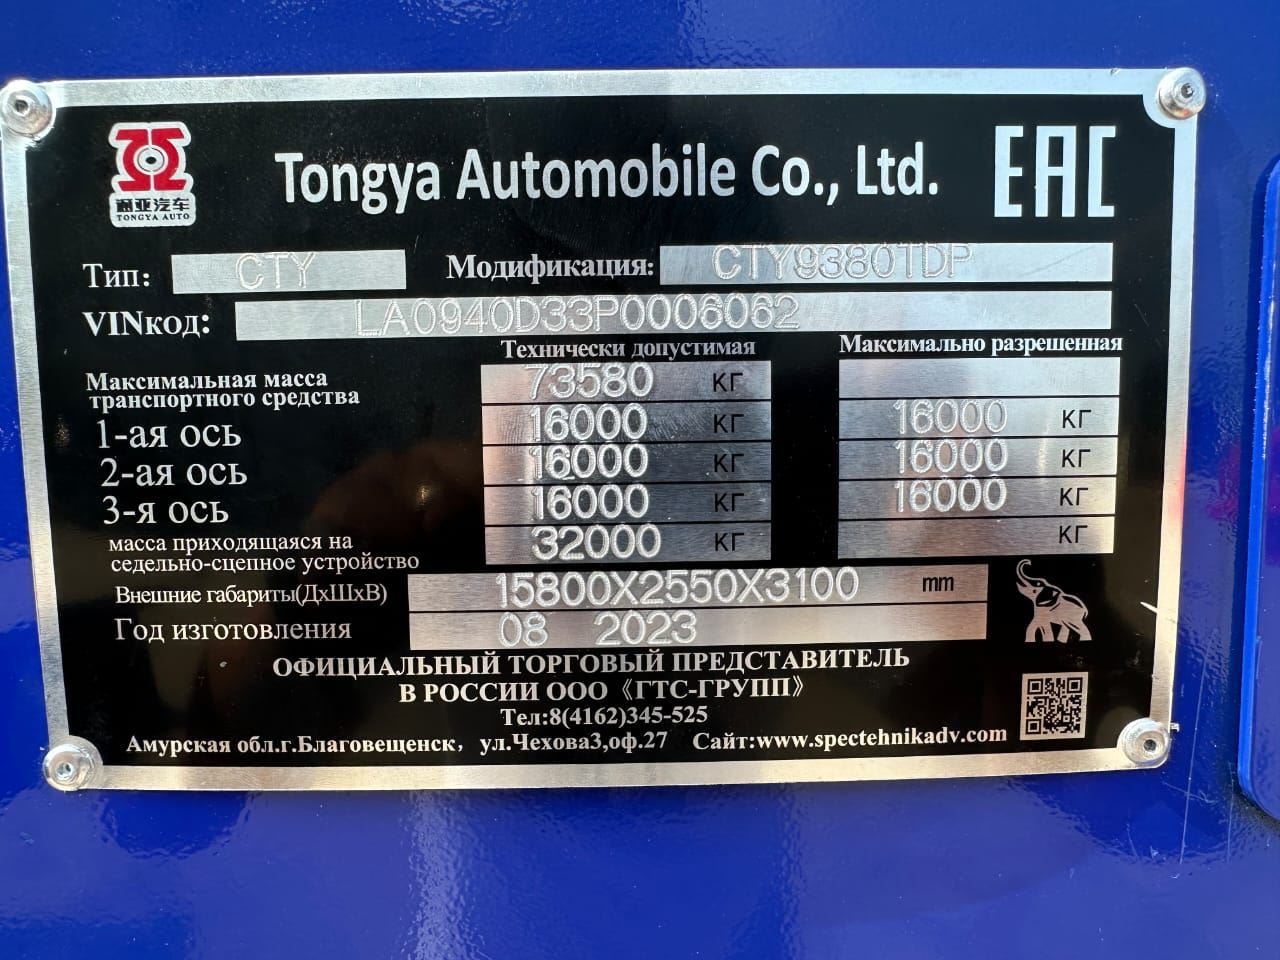 Tongya Automobile Co., Ltd.
EAC
通亚汽车
TONGYA AUTO
Тип: CTY Модификация: CTY9380TDP
VINкод: LA0940D33P0006062
Технически допустимая Максимально разрешенная
Максимальная масса
транспортного средства 73580 КГ
1-ая ось 16000 КГ 16000 КГ
2-ая ось 16000 КГ 16000 КГ
3-я ось 16000 КГ 16000 КГ
масса приходящаяся на
седельно-сцепное устройство 32000 КГ КГ
Внешние габариты(ДхШхВ) 15800X2550X3100 mm
Год изготовления 08 2023
ОФИЦИАЛЬНЫЙ ТОРГОВЫЙ ПРЕДСТАВИТЕЛЬ
В РОССИИ ООО《ГТС-ГРУПП》
Тел:8(4162)345-525
Амурская обл.г.Благовещенск, ул.Чехова3,оф.27 Сайт:www.spectehnikadv.com